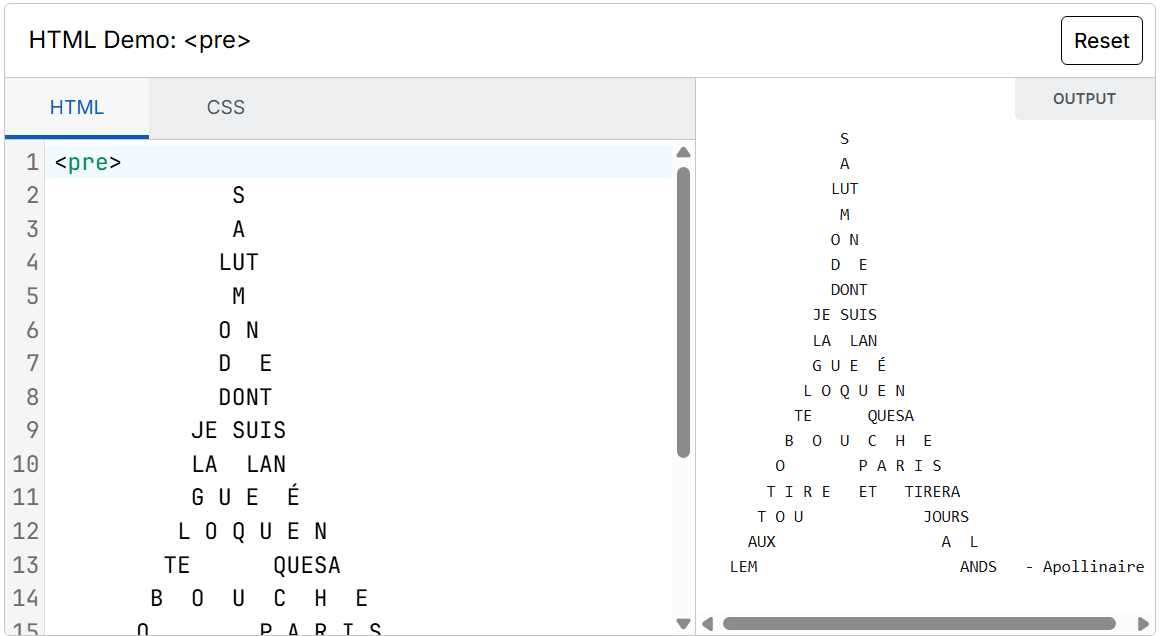 HTML Demo: <pre>
Reset
HTML
CSS
1 <pre>
2              S
3              A
4             LUT
5              M
6             O N
7             D  E
8             DONT
9           JE SUIS
10           LA  LAN
11           G U E  É
12          L O Q U E N
13         TE      QUESA
14        B  O  U  C  H  E
15       O        P A R I S
OUTPUT
             S
             A
            LUT
             M
            O N
            D  E
            DONT
          JE SUIS
          LA  LAN
          G U E  É
         L O Q U E N
        TE      QUESA
       B  O  U  C  H  E
      O        P A R I S
     T I R E   ET   TIRERA
    T O U             JOURS
   AUX                  A  L
 LEM                      ANDS   - Apollinaire